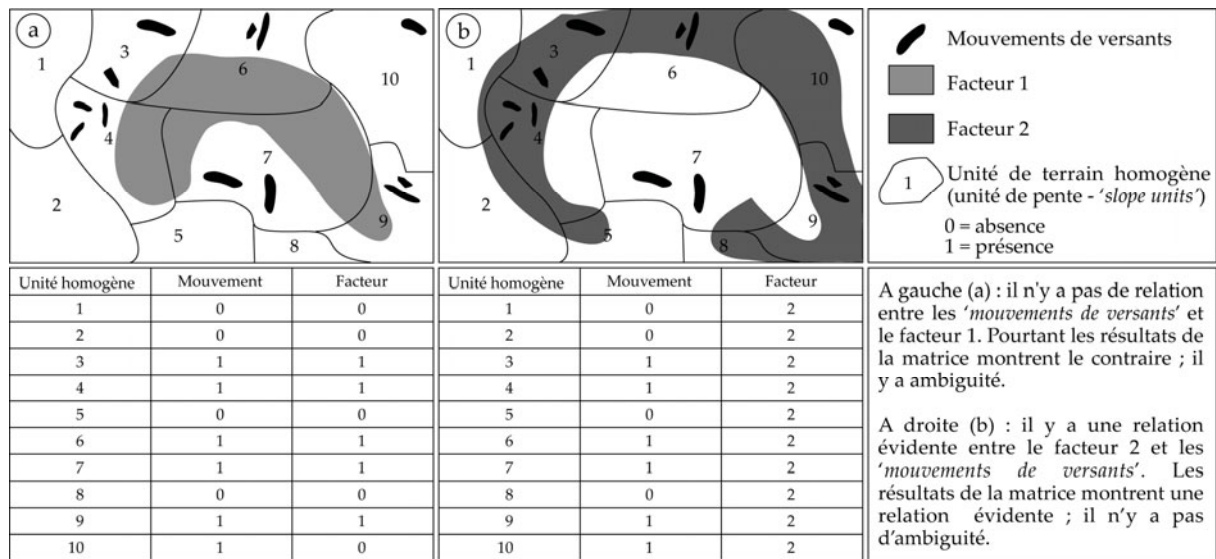 a
1
3
6
10
4
7
2
5
8
9
b
1
3
6
10
4
7
2
5
8
9
Mouvements de versants
Facteur 1
Facteur 2
1
Unité de terrain homogène
(unité de pente - 'slope units')
0 = absence
1 = présence
Unité homogène Mouvement Facteur
1 0 0
2 0 0
3 1 1
4 1 1
5 0 0
6 1 1
7 1 1
8 0 0
9 1 1
10 1 0
Unité homogène Mouvement Facteur
1 0 2
2 0 2
3 1 2
4 1 2
5 0 2
6 1 2
7 1 2
8 0 2
9 1 2
10 1 2
A gauche (a) : il n'y a pas de relation
entre les 'mouvements de versants' et
le facteur 1. Pourtant les résultats de
la matrice montrent le contraire ; il
y a ambiguité.
A droite (b) : il y a une relation
évidente entre le facteur 2 et les
'mouvements de versants'. Les
résultats de la matrice montrent une
relation évidente ; il n'y a pas
d'ambiguité.